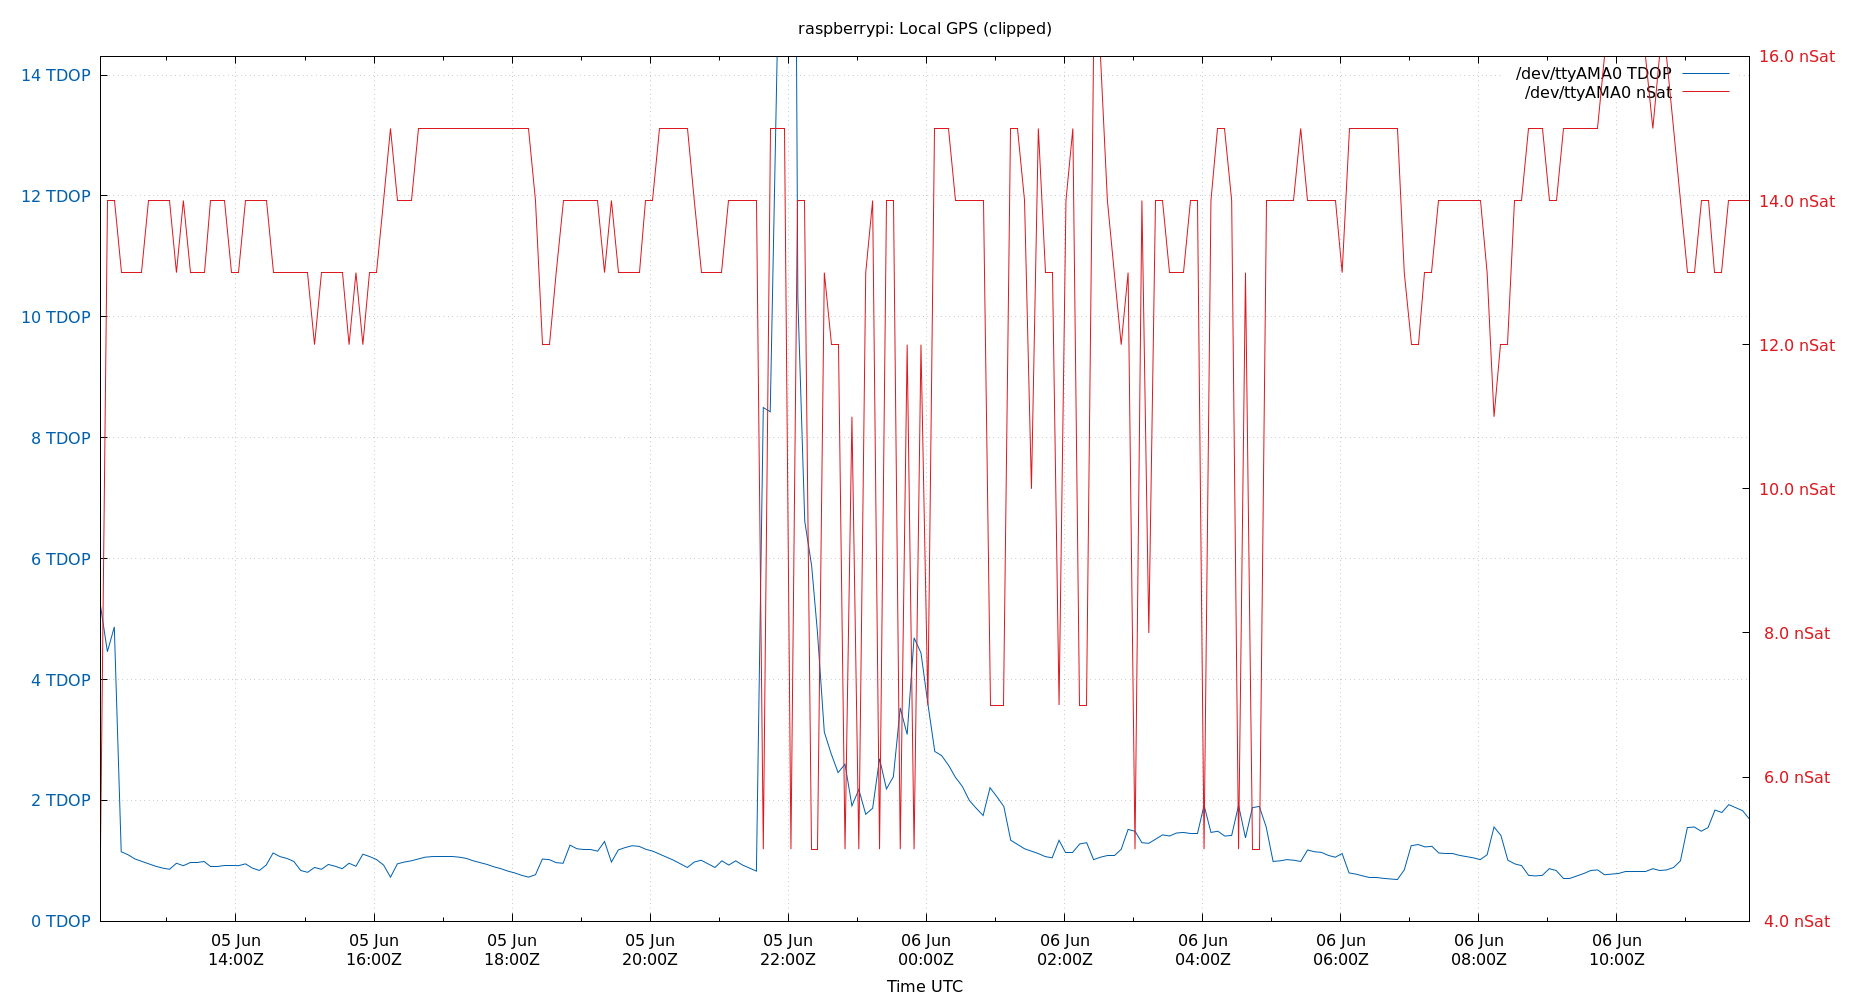 raspberrypi: Local GPS (clipped)
14 TDOP
12 TDOP
10 TDOP
8 TDOP
6 TDOP
4 TDOP
2 TDOP
0 TDOP
16.0 nSat
14.0 nSat
12.0 nSat
10.0 nSat
8.0 nSat
6.0 nSat
4.0 nSat
/dev/ttyAMA0 TDOP
/dev/ttyAMA0 nSat
05 Jun
14:00Z
05 Jun
16:00Z
05 Jun
18:00Z
05 Jun
20:00Z
05 Jun
22:00Z
06 Jun
00:00Z
06 Jun
02:00Z
06 Jun
04:00Z
06 Jun
06:00Z
06 Jun
08:00Z
06 Jun
10:00Z
Time UTC